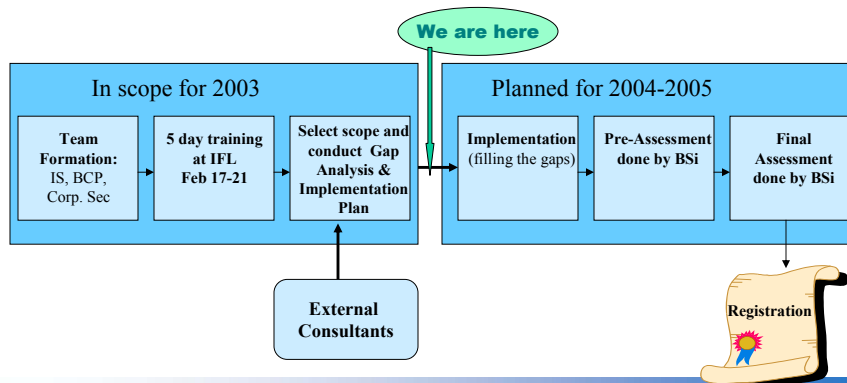 We are here
In scope for 2003
Planned for 2004-2005
Team
Formation:
IS, BCP,
Corp. Sec
5 day training
at IFL
Feb 17-21
Select scope and
conduct Gap
Analysis &
Implementation
Plan
Implementation
(filling the gaps)
Pre-Assessment
done by BSi
Final
Assessment
done by BSi
External
Consultants
Registration